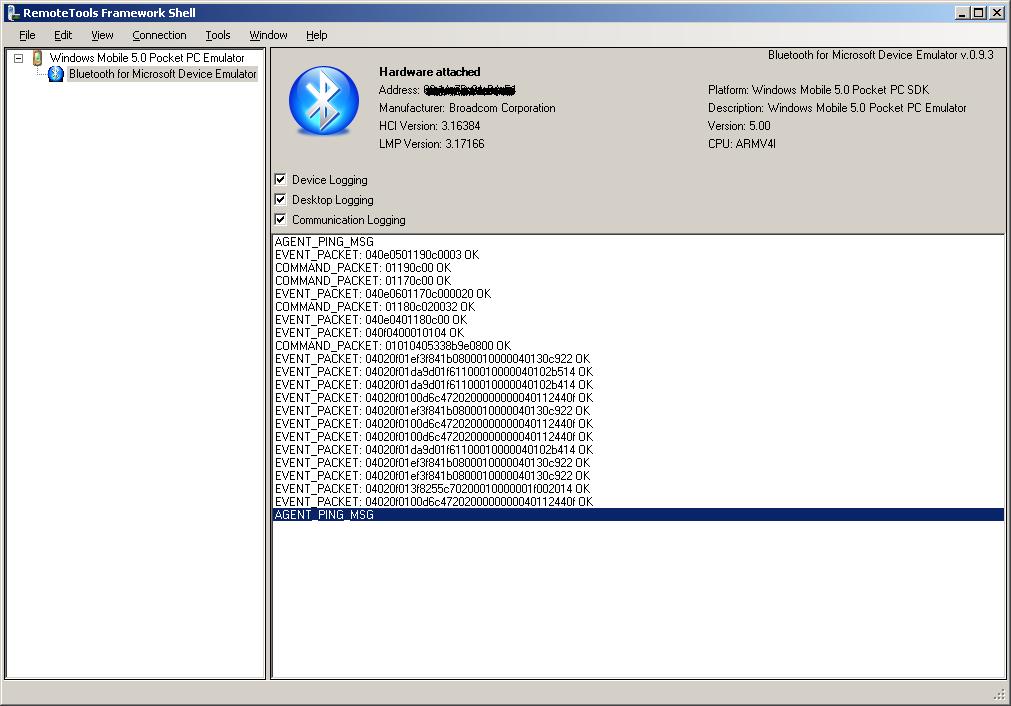 RemoteTools Framework Shell
File Edit View Connection Tools Window Help
Windows Mobile 5.0 Pocket PC Emulator
Bluetooth for Microsoft Device Emulator
Bluetooth for Microsoft Device Emulator v.0.9.3
Hardware attached
Address:
Manufacturer: Broadcom Corporation
HCI Version: 3.16384
LMP Version: 3.17166
Platform: Windows Mobile 5.0 Pocket PC SDK
Description: Windows Mobile 5.0 Pocket PC Emulator
Version: 5.00
CPU: ARMV4I
Device Logging
Desktop Logging
Communication Logging
AGENT_PING_MSG
EVENT_PACKET: 040e0501190c0003 OK
COMMAND_PACKET: 01190c00 OK
COMMAND_PACKET: 01170c00 OK
EVENT_PACKET: 040e0601170c000020 OK
COMMAND_PACKET: 01180c020032 OK
EVENT_PACKET: 040e0401180c00 OK
EVENT_PACKET: 040f0400010104 OK
COMMAND_PACKET: 01010405338b9e0800 OK
EVENT_PACKET: 04020f01ef3f841b0800010000040130c922 OK
EVENT_PACKET: 04020f01da9d01f61100010000040102b514 OK
EVENT_PACKET: 04020f01da9d01f61100010000040102b414 OK
EVENT_PACKET: 04020f0100d6c4720200000000040112440f OK
EVENT_PACKET: 04020f01ef3f841b0800010000040130c922 OK
EVENT_PACKET: 04020f0100d6c4720200000000040112440f OK
EVENT_PACKET: 04020f0100d6c4720200000000040112440f OK
EVENT_PACKET: 04020f01da9d01f61100010000040102b414 OK
EVENT_PACKET: 04020f01ef3f841b0800010000040130c922 OK
EVENT_PACKET: 04020f01ef3f841b0800010000040130c922 OK
EVENT_PACKET: 04020f013f8255c70200010000001f002014 OK
EVENT_PACKET: 04020f0100d6c4720200000000040112440f OK
AGENT_PING_MSG